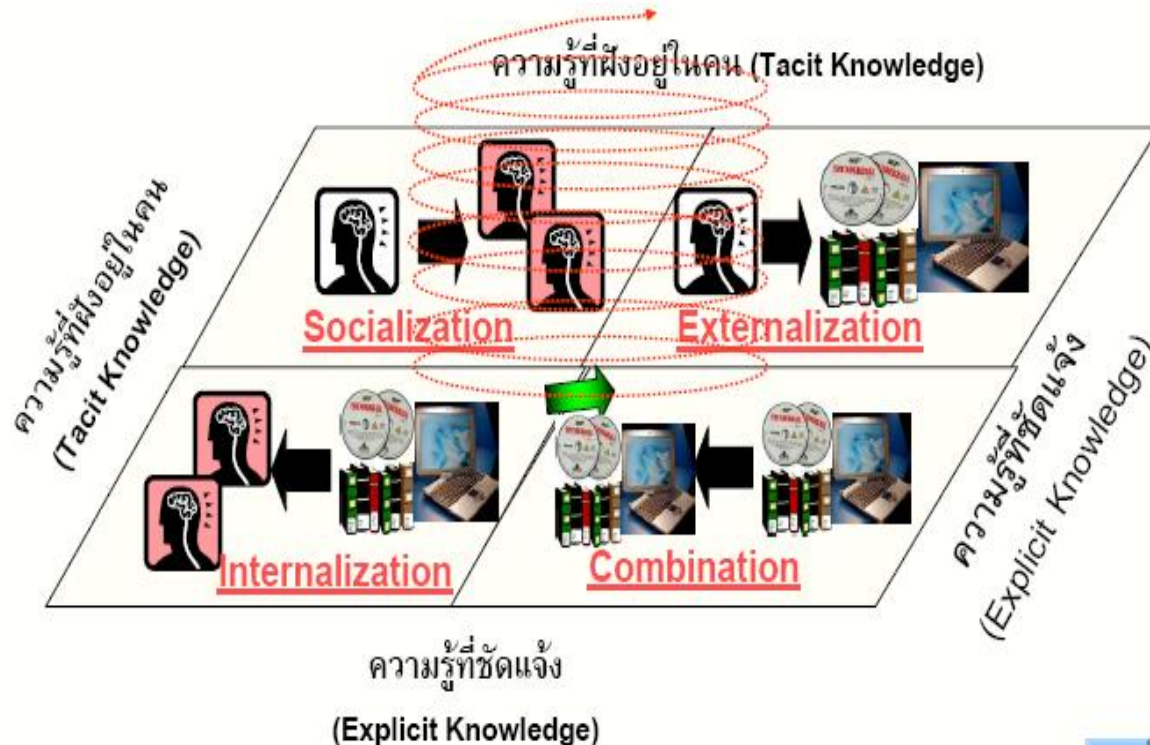 ความรู้ที่ฝังอยู่ในคน (Tacit Knowledge)
ความรู้ที่ฝังอยู่ในคน
(Tacit Knowledge)
Socialization
Externalization
ความรู้ที่ชัดแจ้ง
(Explicit Knowledge)
Internalization
Combination
ความรู้ที่ชัดแจ้ง
(Explicit Knowledge)